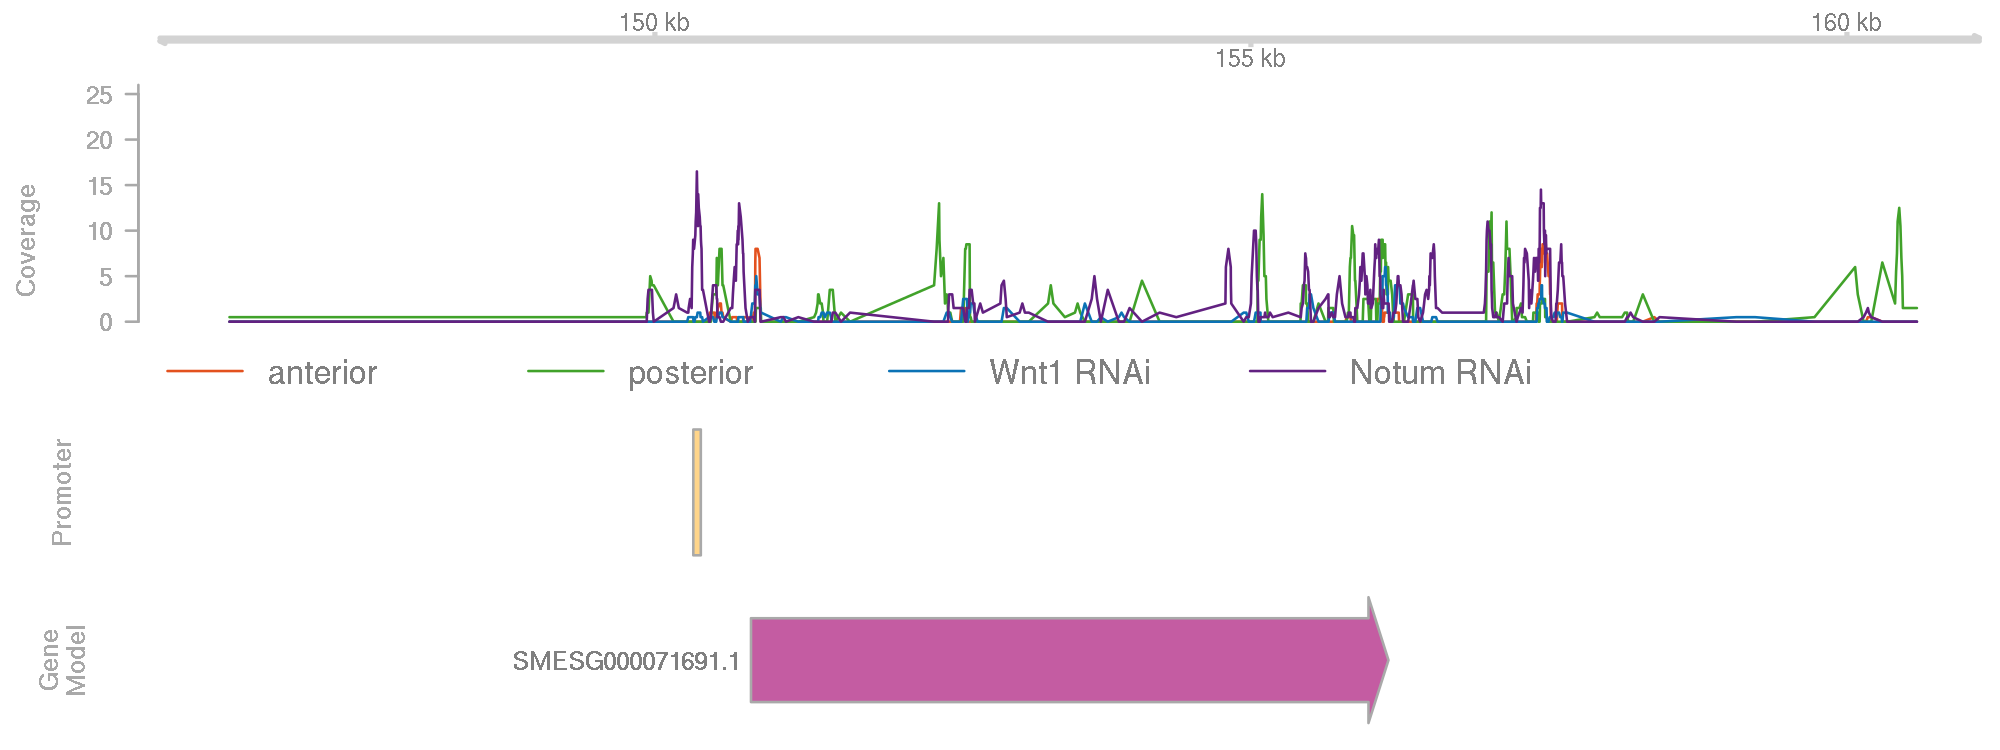 150 kb
160 kb
155 kb
25
20
15
10
5
0
Coverage
anterior
posterior
Wnt1 RNAi
Notum RNAi
Promoter
Gene
Model
SMESG000071691.1